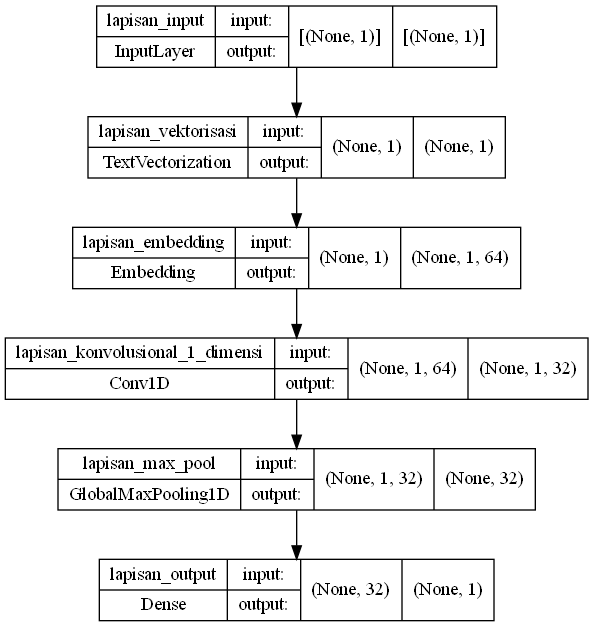 lapisan_input input: [(None, 1)] [(None, 1)]
InputLayer output:
lapisan_vektorisasi input: (None, 1) (None, 1)
TextVectorization output:
lapisan_embedding input: (None, 1) (None, 1, 64)
Embedding output:
lapisan_konvolusional_1_dimensi input: (None, 1, 64) (None, 1, 32)
Conv1D output:
lapisan_max_pool input: (None, 1, 32) (None, 32)
GlobalMaxPooling1D output:
lapisan_output input: (None, 32) (None, 1)
Dense output: